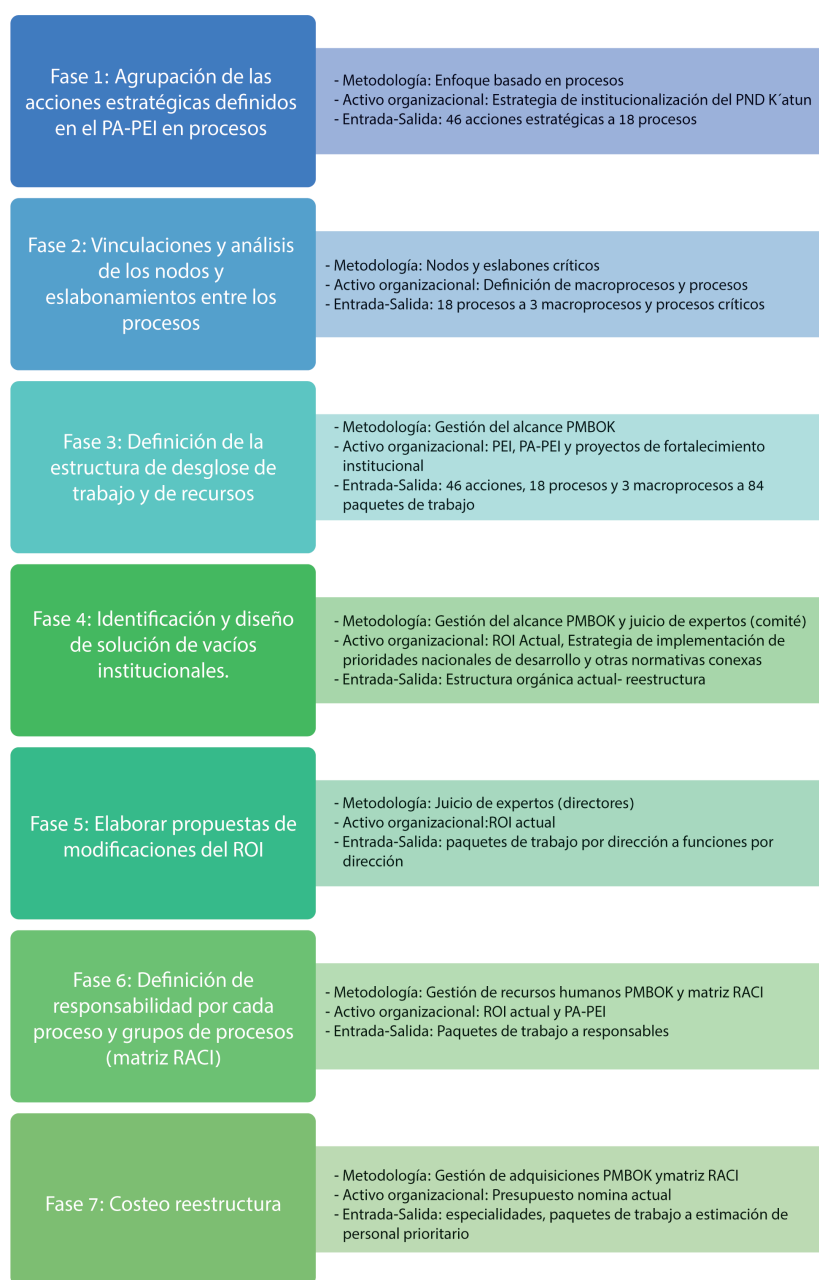 Fase 1: Agrupación de las
acciones estratégicas definidos
en el PA-PEI en procesos
- Metodología: Enfoque basado en procesos
- Activo organizacional: Estrategia de institucionalización del PND K´atun
- Entrada-Salida: 46 acciones estratégicas a 18 procesos
Fase 2: Vinculaciones y análisis
de los nodos y
eslabonamientos entre los
procesos
- Metodología: Nodos y eslabones críticos
- Activo organizacional: Definición de macroprocesos y procesos
- Entrada-Salida: 18 procesos a 3 macroprocesos y procesos críticos
Fase 3: Definición de la
estructura de desglose de
trabajo y de recursos
- Metodología: Gestión del alcance PMBOK
- Activo organizacional: PEI, PA-PEI y proyectos de fortalecimiento
institucional
- Entrada-Salida: 46 acciones, 18 procesos y 3 macroprocesos a 84
paquetes de trabajo
Fase 4: Identificación y diseño
de solución de vacíos
institucionales.
- Metodología: Gestión del alcance PMBOK y juicio de expertos (comité)
- Activo organizacional: ROI Actual, Estrategia de implementación de
prioridades nacionales de desarrollo y otras normativas conexas
- Entrada-Salida: Estructura orgánica actual- reestructura
Fase 5: Elaborar propuestas de
modificaciones del ROI
- Metodología: Juicio de expertos (directores)
- Activo organizacional:ROI actual
- Entrada-Salida: paquetes de trabajo por dirección a funciones por
dirección
Fase 6: Definición de
responsabilidad por cada
proceso y grupos de procesos
(matriz RACI)
- Metodología: Gestión de recursos humanos PMBOK y matriz RACI
- Activo organizacional: ROI actual y PA-PEI
- Entrada-Salida: Paquetes de trabajo a responsables
Fase 7: Costeo reestructura
- Metodología: Gestión de adquisiciones PMBOK ymatriz RACI
- Activo organizacional: Presupuesto nomina actual
- Entrada-Salida: especialidades, paquetes de trabajo a estimación de
personal prioritario